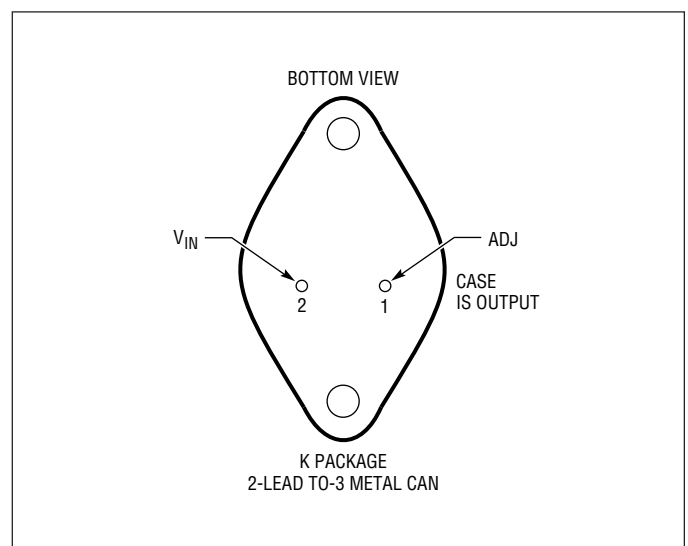 BOTTOM VIEW
VIN
ADJ
2
1
CASE
IS OUTPUT
K PACKAGE
2-LEAD TO-3 METAL CAN